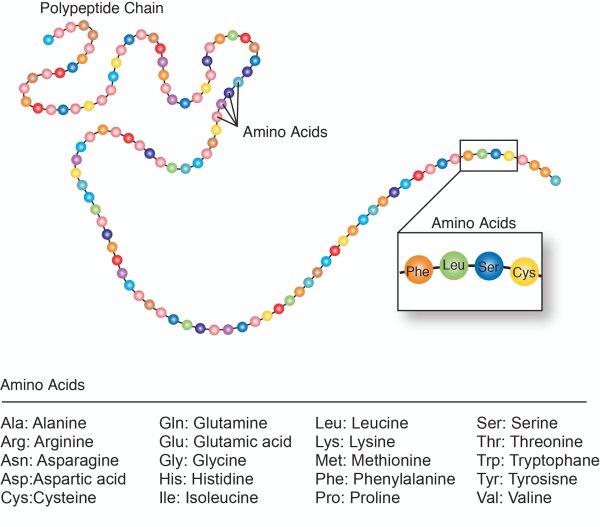 Polypeptide Chain
Amino Acids
Amino Acids
Phe Leu Ser Cys
Amino Acids
Ala: Alanine Gln: Glutamine Leu: Leucine Ser: Serine
Arg: Arginine Glu: Glutamic acid Lys: Lysine Thr: Threonine
Asn: Asparagine Gly: Glycine Met: Methionine Trp: Tryptophane
Asp:Aspartic acid His: Histidine Phe: Phenylalanine Tyr: Tyrosisne
Cys:Cysteine Ile: Isoleucine Pro: Proline Val: Valine